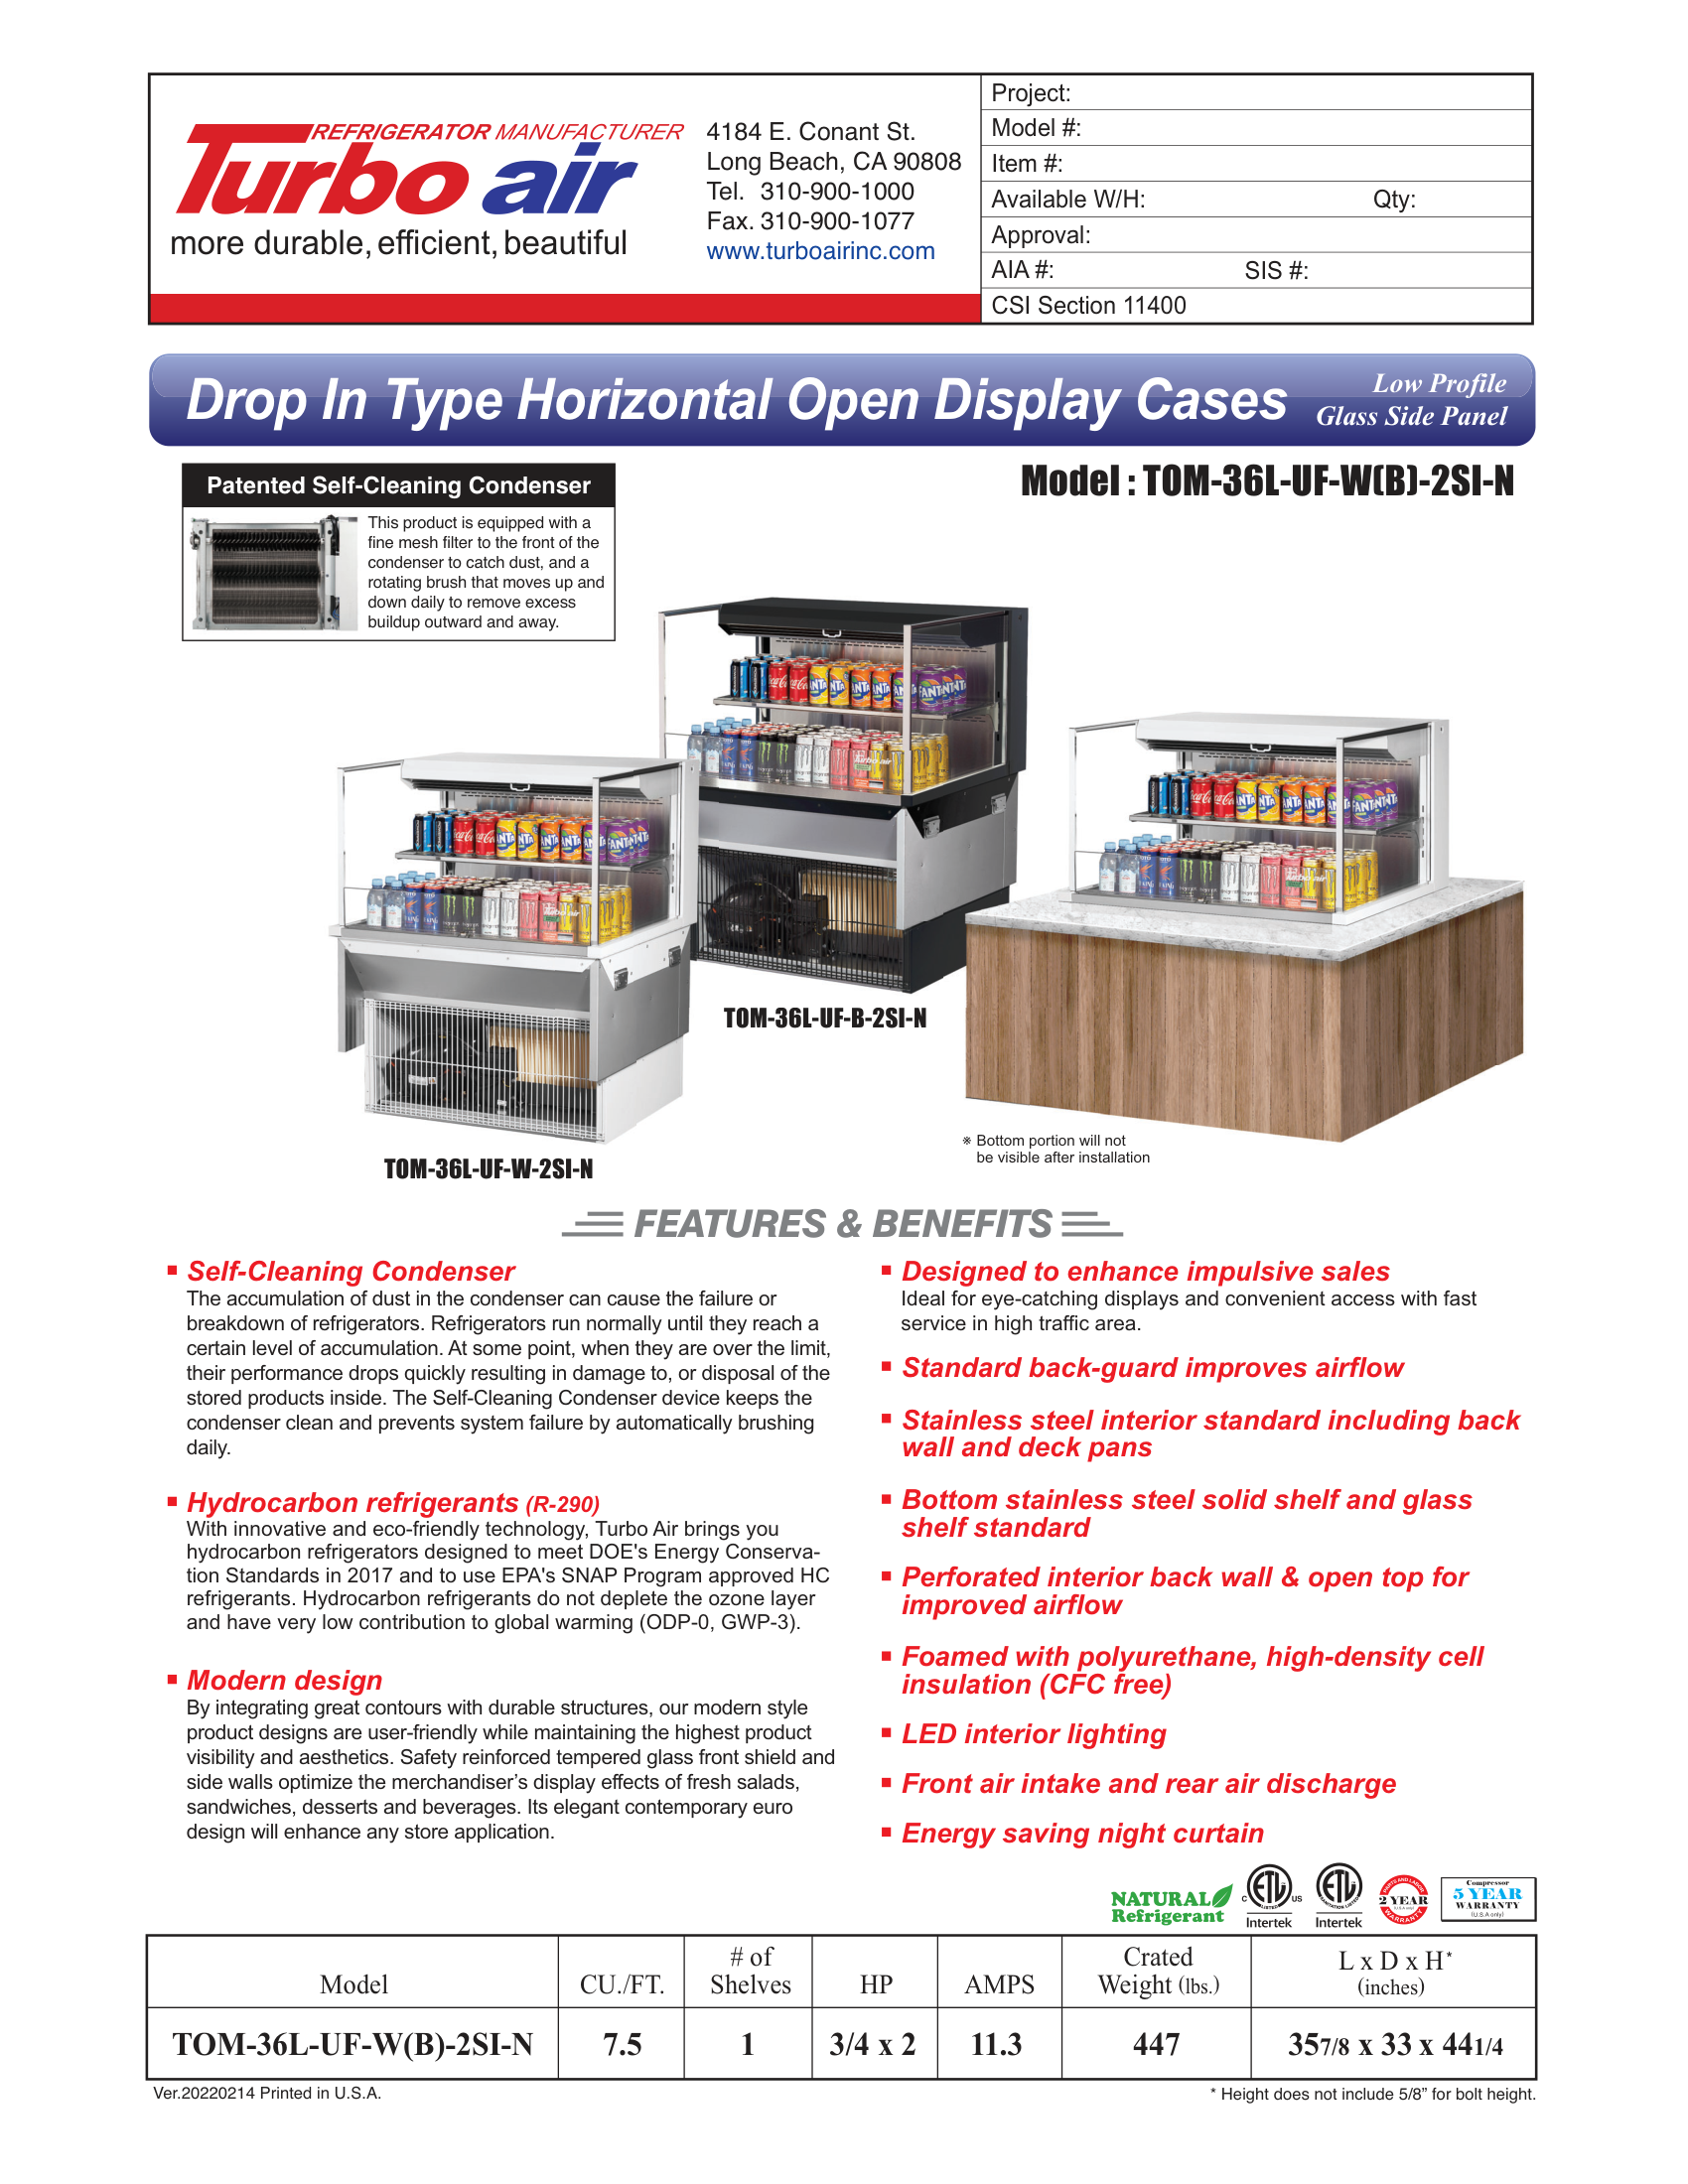 REFRIGERATOR MANUFACTURER
Turbo air
more durable, efficient, beautiful
4184 E. Conant St.
Long Beach, CA 90808
Tel. 310-900-1000
Fax. 310-900-1077
www.turboairinc.com
Project:
Model #:
Item #:
Available W/H: Qty:
Approval:
AIA #: SIS #:
CSI Section 11400
Drop In Type Horizontal Open Display Cases
Low Profile
Glass Side Panel
Patented Self-Cleaning Condenser
This product is equipped with a
fine mesh filter to the front of the
condenser to catch dust, and a
rotating brush that moves up and
down daily to remove excess
buildup outward and away.
Model : TOM-36L-UF-W(B)-2SI-N
TOM-36L-UF-B-2SI-N
TOM-36L-UF-W-2SI-N
※ Bottom portion will not
be visible after installation
FEATURES & BENEFITS
▪ Self-Cleaning Condenser
The accumulation of dust in the condenser can cause the failure or
breakdown of refrigerators. Refrigerators run normally until they reach a
certain level of accumulation. At some point, when they are over the limit,
their performance drops quickly resulting in damage to, or disposal of the
stored products inside. The Self-Cleaning Condenser device keeps the
condenser clean and prevents system failure by automatically brushing
daily.
▪ Hydrocarbon refrigerants (R-290)
With innovative and eco-friendly technology, Turbo Air brings you
hydrocarbon refrigerators designed to meet DOE's Energy Conserva-
tion Standards in 2017 and to use EPA's SNAP Program approved HC
refrigerants. Hydrocarbon refrigerants do not deplete the ozone layer
and have very low contribution to global warming (ODP-0, GWP-3).
▪ Modern design
By integrating great contours with durable structures, our modern style
product designs are user-friendly while maintaining the highest product
visibility and aesthetics. Safety reinforced tempered glass front shield and
side walls optimize the merchandiser’s display effects of fresh salads,
sandwiches, desserts and beverages. Its elegant contemporary euro
design will enhance any store application.
▪ Designed to enhance impulsive sales
Ideal for eye-catching displays and convenient access with fast
service in high traffic area.
▪ Standard back-guard improves airflow
▪ Stainless steel interior standard including back
wall and deck pans
▪ Bottom stainless steel solid shelf and glass
shelf standard
▪ Perforated interior back wall & open top for
improved airflow
▪ Foamed with polyurethane, high-density cell
insulation (CFC free)
▪ LED interior lighting
▪ Front air intake and rear air discharge
▪ Energy saving night curtain
NATURAL
Refrigerant
C ETL US
LISTED
Intertek
ETL
SANITATION LISTED
Intertek
PARTS AND LABOR
2 YEAR
(U.S.A only)
WARRANTY
Compressor
5 YEAR
WARRANTY
(U.S.A only)
Model CU./FT. # of Shelves HP AMPS Crated Weight (lbs.) L x D x H* (inches)
TOM-36L-UF-W(B)-2SI-N 7.5 1 3/4 x 2 11.3 447 357/8 x 33 x 441/4
Ver.20220214 Printed in U.S.A.
* Height does not include 5/8” for bolt height.